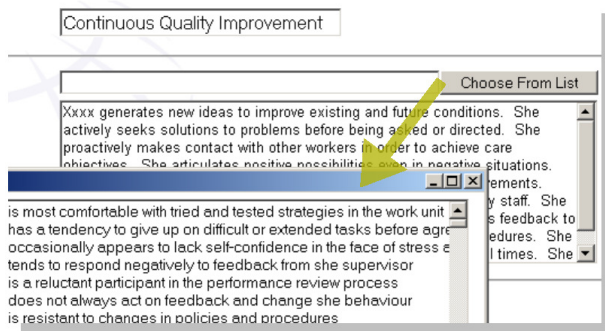 Continuous Quality Improvement
Choose From List
Xxxx generates new ideas to improve existing and future conditions. She
actively seeks solutions to problems before being asked or directed. She
proactively makes contact with other workers in order to achieve care
objectives. She articulates positive possibilities even in negative situations.
rements.
y staff. She
s feedback to
edures. She
l times. She
is most comfortable with tried and tested strategies in the work unit
has a tendency to give up on difficult or extended tasks before agre
occasionally appears to lack self-confidence in the face of stress a
tends to respond negatively to feedback from she supervisor
is a reluctant participant in the performance review process
does not always act on feedback and change she behaviour
is resistant to changes in policies and procedures